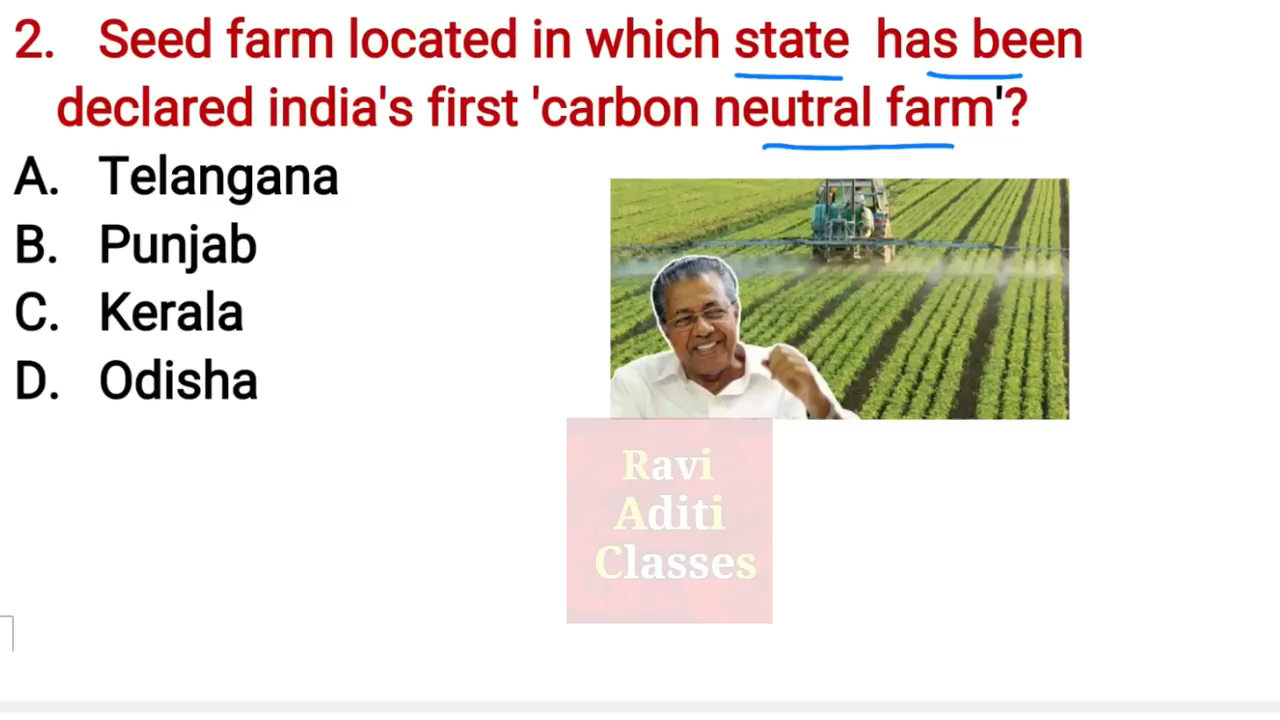 2. Seed farm located in which state has been
declared india's first 'carbon neutral farm'?
A. Telangana
B. Punjab
C. Kerala
D. Odisha
Ravi
Aditi
Classes